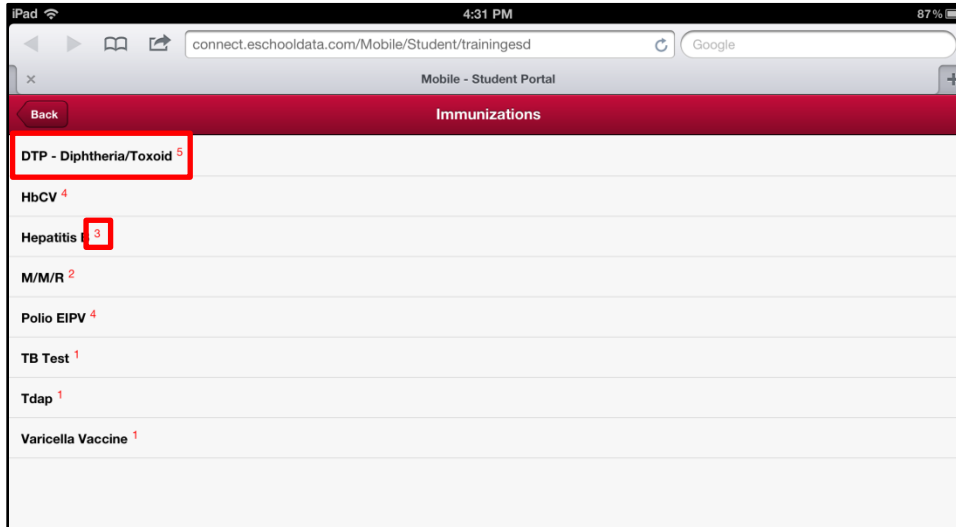 iPad 4:31 PM 87%
connect.eschooldata.com/Mobile/Student/trainingesd Google
Mobile - Student Portal
Back Immunizations
DTP - Diphtheria/Toxoid 5
HbCV 4
Hepatitis 3
M/M/R 2
Polio EIPV 4
TB Test 1
Tdap 1
Varicella Vaccine 1